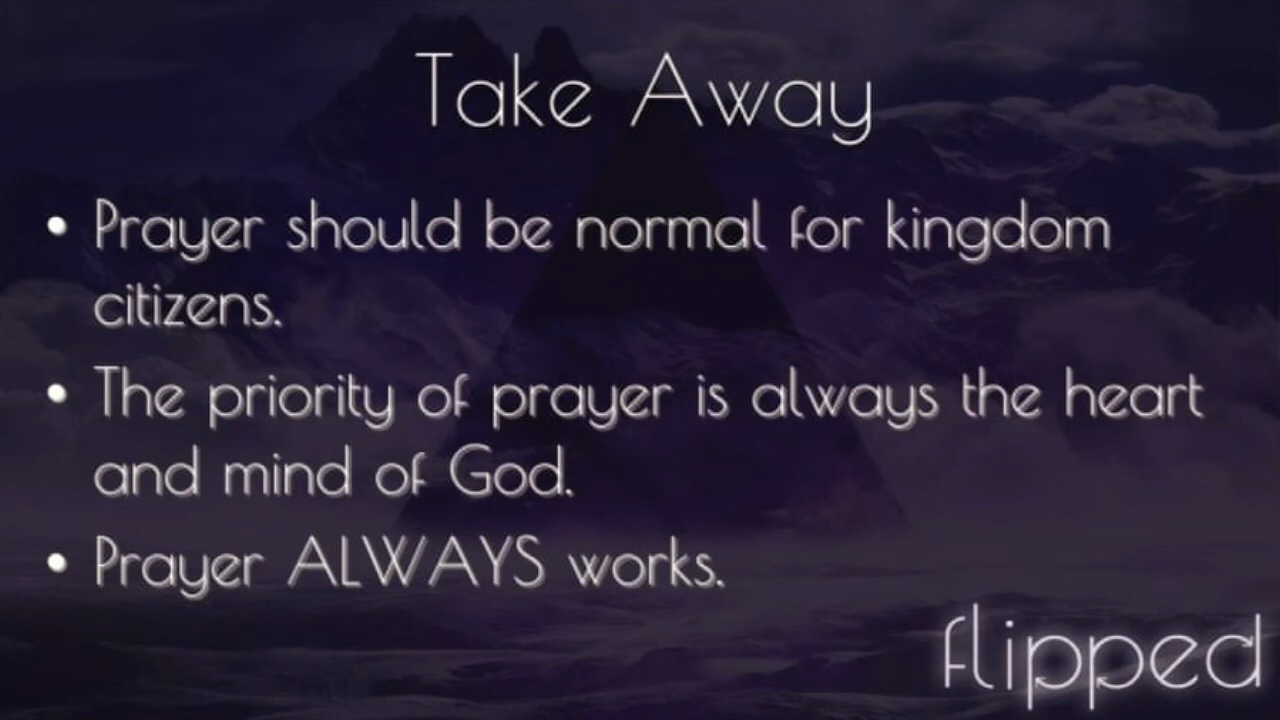 Take Away
• Prayer should be normal for kingdom
citizens.
• The priority of prayer is always the heart
and mind of God.
• Prayer ALWAYS works.
flipped